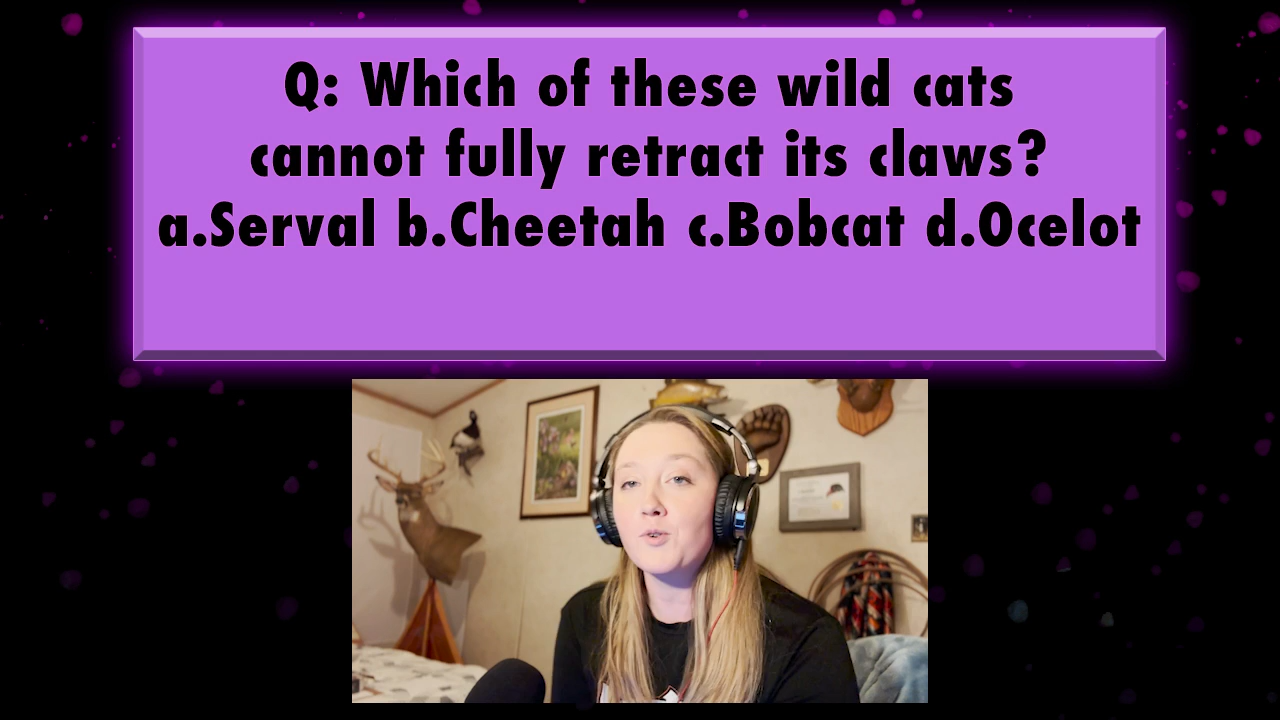 Q: Which of these wild cats
cannot fully retract its claws?
a.Serval b.Cheetah c.Bobcat d.Ocelot